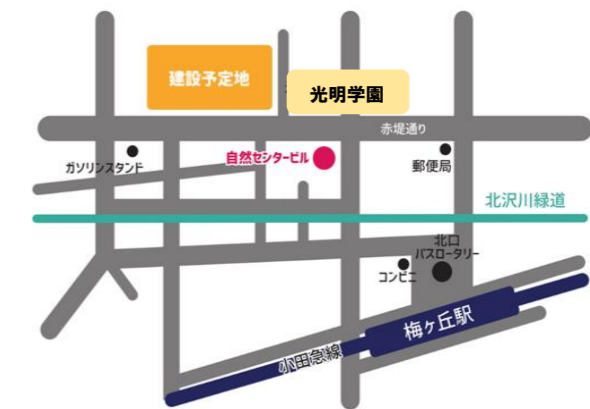 建設予定地
光明学園
赤堤通り
ガソリンスタンド
自然センタービル
郵便局
北沢川緑道
北口
バスロータリー
コンビニ
梅ヶ丘駅
小田急線